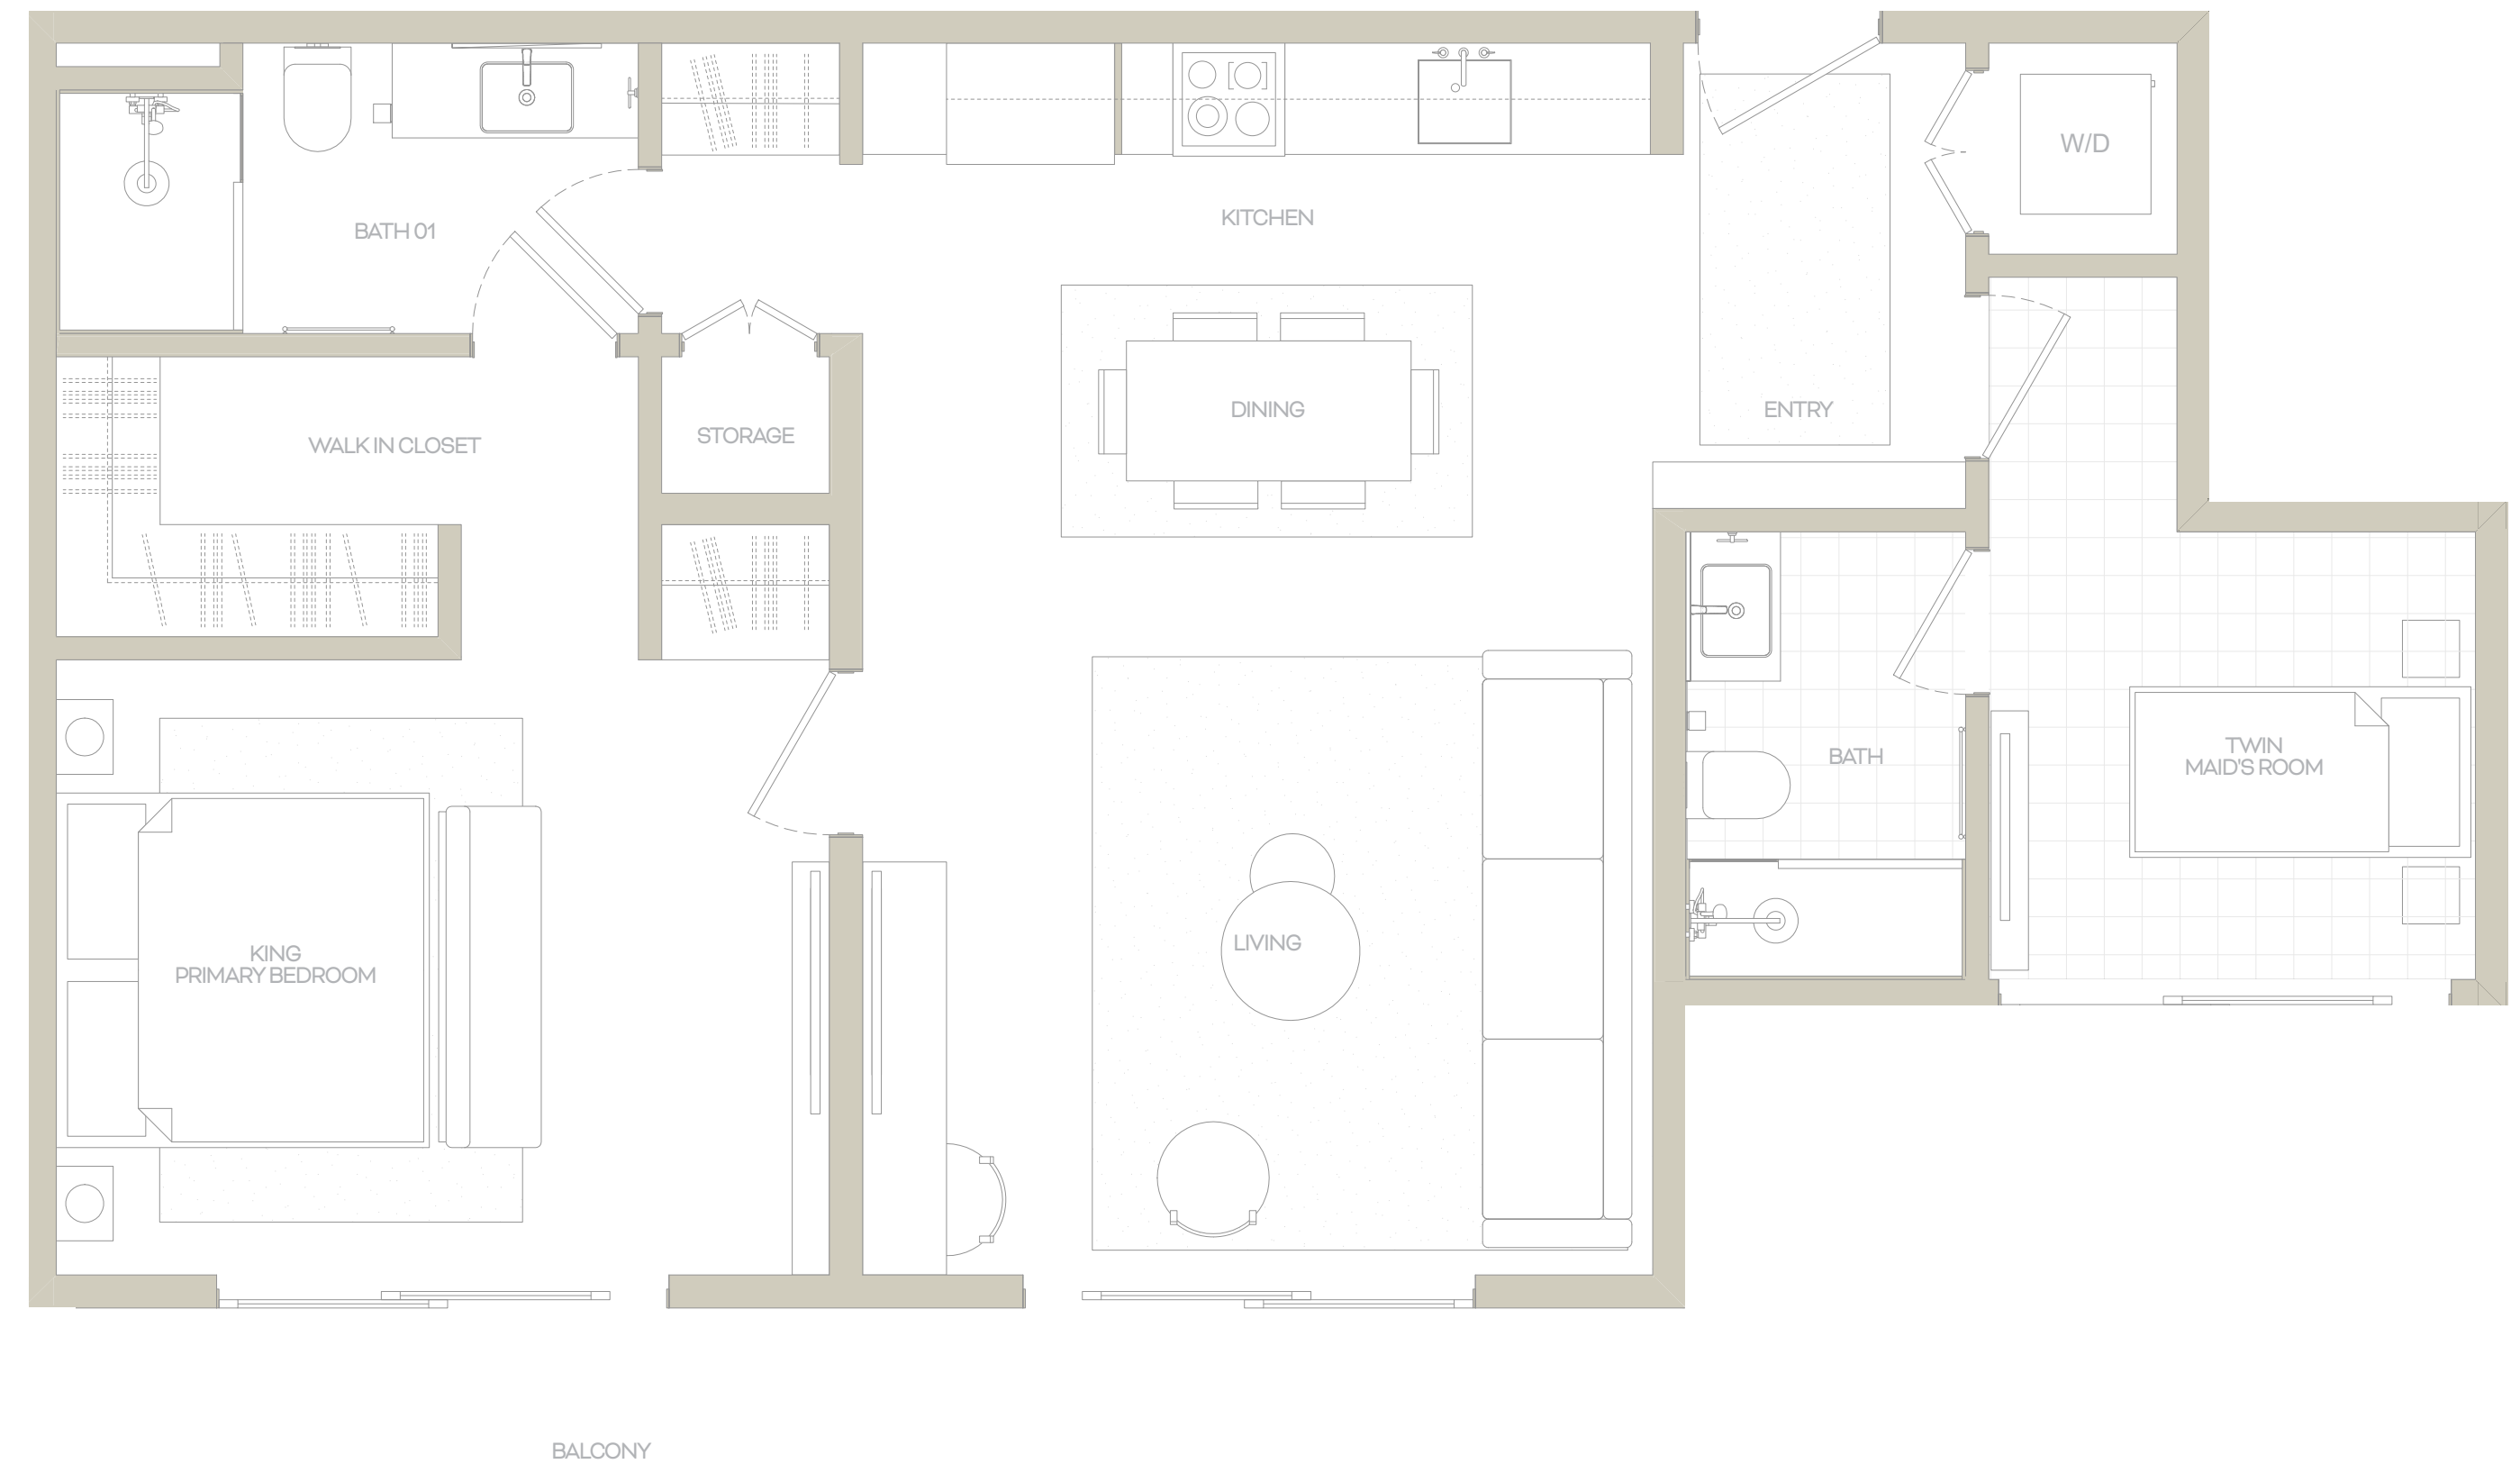 W/D
KITCHEN
BATH 01
DINING
ENTRY
STORAGE
WALK IN CLOSET
TWIN
MAID'S ROOM
BATH
LIVING
KING
PRIMARY BEDROOM
BALCONY